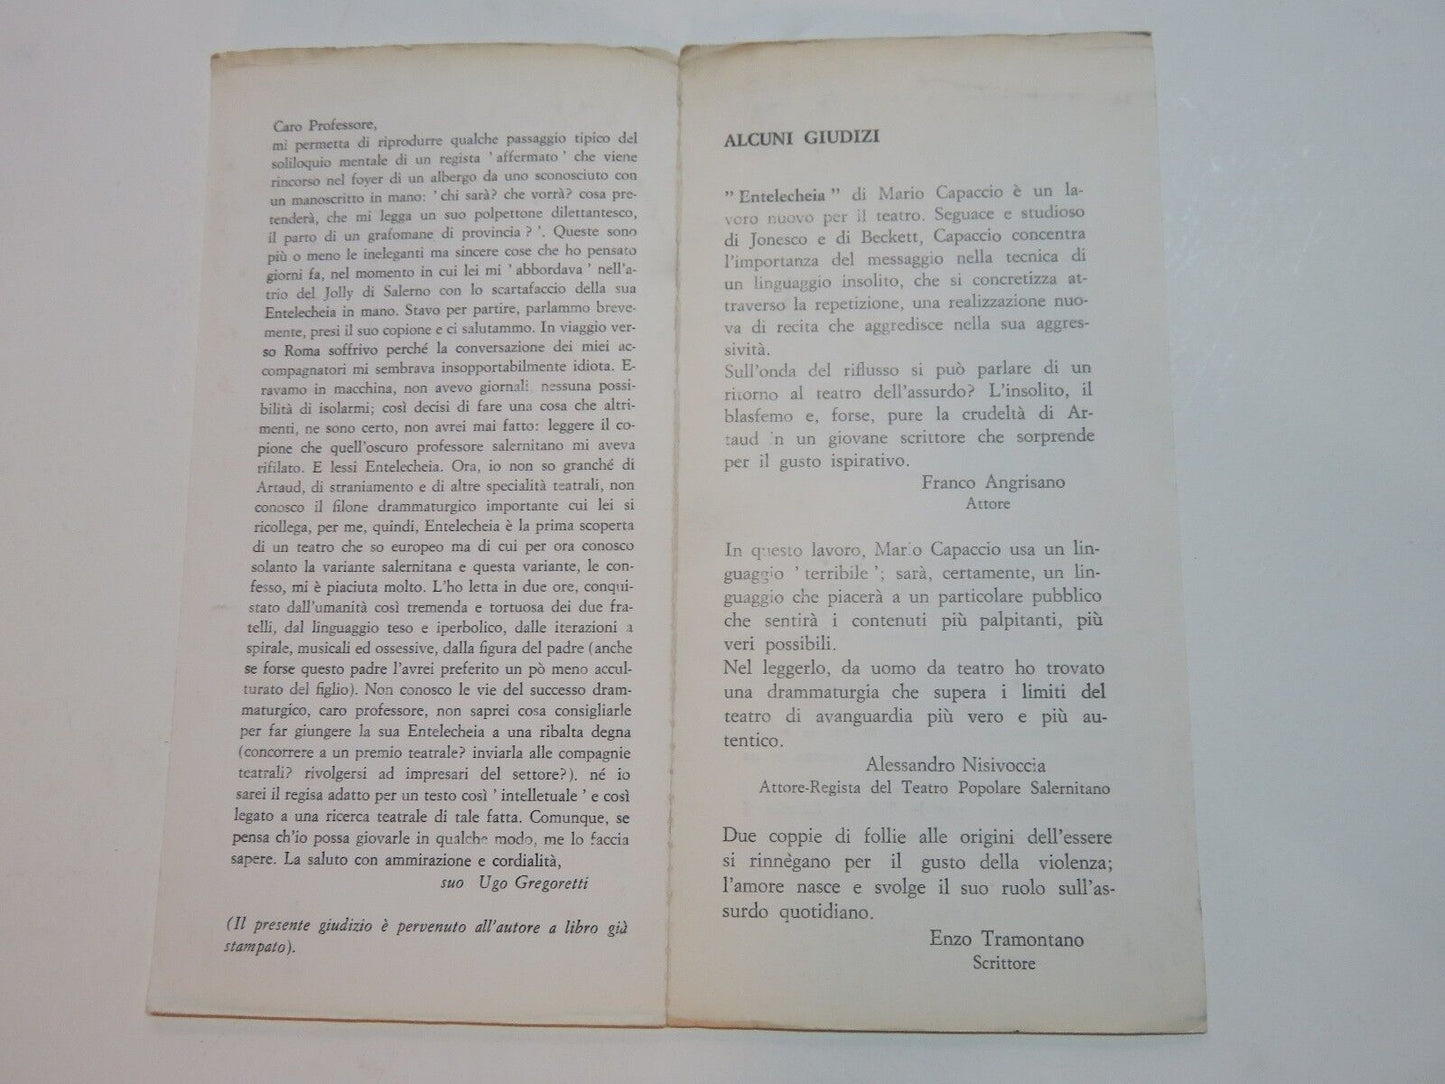 Caro Professore,
mi permetta di riprodurre qualche passaggio tipico del
soliloquio mentale di un regista ' affermato ' che viene
rincorso nel foyer di un albergo da uno sconosciuto con
un manoscritto in mano: ' chi sarà? che vorrà? cosa pre-
tenderà, che mi legga un suo polpettone dilettantesco,
il parto di un grafomane di provincia ? '. Queste sono
più o meno le ineleganti ma sincere cose che ho pensato
giorni fa, nel momento in cui lei mi ' abbordava ' nell'a-
trio del Jolly di Salerno con lo scartafaccio della sua
Entelecheia in mano. Stavo per partire, parlammo breve-
mente, presi il suo copione e ci salutammo. In viaggio ver-
so Roma soffrivo perché la conversazione dei miei ac-
compagnatori mi sembrava insopportabilmente idiota. E-
ravamo in macchina, non avevo giornali, nessuna possi-
bilità di isolarmi; così decisi di fare una cosa che altri-
menti, ne sono certo, non avrei mai fatto: leggere il co-
pione che quell'oscuro professore salernitano mi aveva
rifilato. E lessi Entelecheia. Ora, io non so granché di
Artaud, di straniamento e di altre specialità teatrali, non
conosco il filone drammaturgico importante cui lei si
ricollega, per me, quindi, Entelecheia è la prima scoperta
di un teatro che so europeo ma di cui per ora conosco
solanto la variante salernitana e questa variante, le con-
fesso, mi è piaciuta molto. L'ho letta in due ore, conqui-
stato dall'umanità così tremenda e tortuosa dei due fra-
telli, dal linguaggio teso e iperbolico, dalle iterazioni a
spirale, musicali ed ossessive, dalla figura del padre (anche
se forse questo padre l'avrei preferito un pò meno accul-
turato del figlio). Non conosco le vie del successo dram-
maturgico, caro professore, non saprei cosa consigliarle
per far giungere la sua Entelecheia a una ribalta degna
(concorrere a un premio teatrale? inviarla alle compagnie
teatrali? rivolgersi ad impresari del settore?). né io
sarei il regisa adatto per un testo così ' intelletuale ' e così
legato a una ricerca teatrale di tale fatta. Comunque, se
pensa ch'io possa giovarle in qualche modo, me lo faccia
sapere. La saluto con ammirazione e cordialità,
suo Ugo Gregoretti
(Il presente giudizio è pervenuto all'autore a libro già
stampato).
ALCUNI GIUDIZI
" Entelecheia " di Mario Capaccio è un la-
voro nuovo per il teatro. Seguace e studioso
di Jonesco e di Beckett, Capaccio concentra
l'importanza del messaggio nella tecnica di
un linguaggio insolito, che si concretizza at-
traverso la repetizione, una realizzazione nuo-
va di recita che aggredisce nella sua aggres-
sività.
Sull'onda del riflusso si può parlare di un
ritorno al teatro dell'assurdo? L'insolito, il
blasfemo e, forse, pure la crudeltà di Ar-
taud in un giovane scrittore che sorprende
per il gusto ispirativo.
Franco Angrisano
Attore
In questo lavoro, Mario Capaccio usa un lin-
guaggio ' terribile '; sarà, certamente, un lin-
guaggio che piacerà a un particolare pubblico
che sentirà i contenuti più palpitanti, più
veri possibili.
Nel leggerlo, da uomo da teatro ho trovato
una drammaturgia che supera i limiti del
teatro di avanguardia più vero e più au-
tentico.
Alessandro Nisivoccia
Attore-Regista del Teatro Popolare Salernitano
Due coppie di follie alle origini dell'essere
si rinnègano per il gusto della violenza;
l'amore nasce e svolge il suo ruolo sull'as-
surdo quotidiano.
Enzo Tramontano
Scrittore